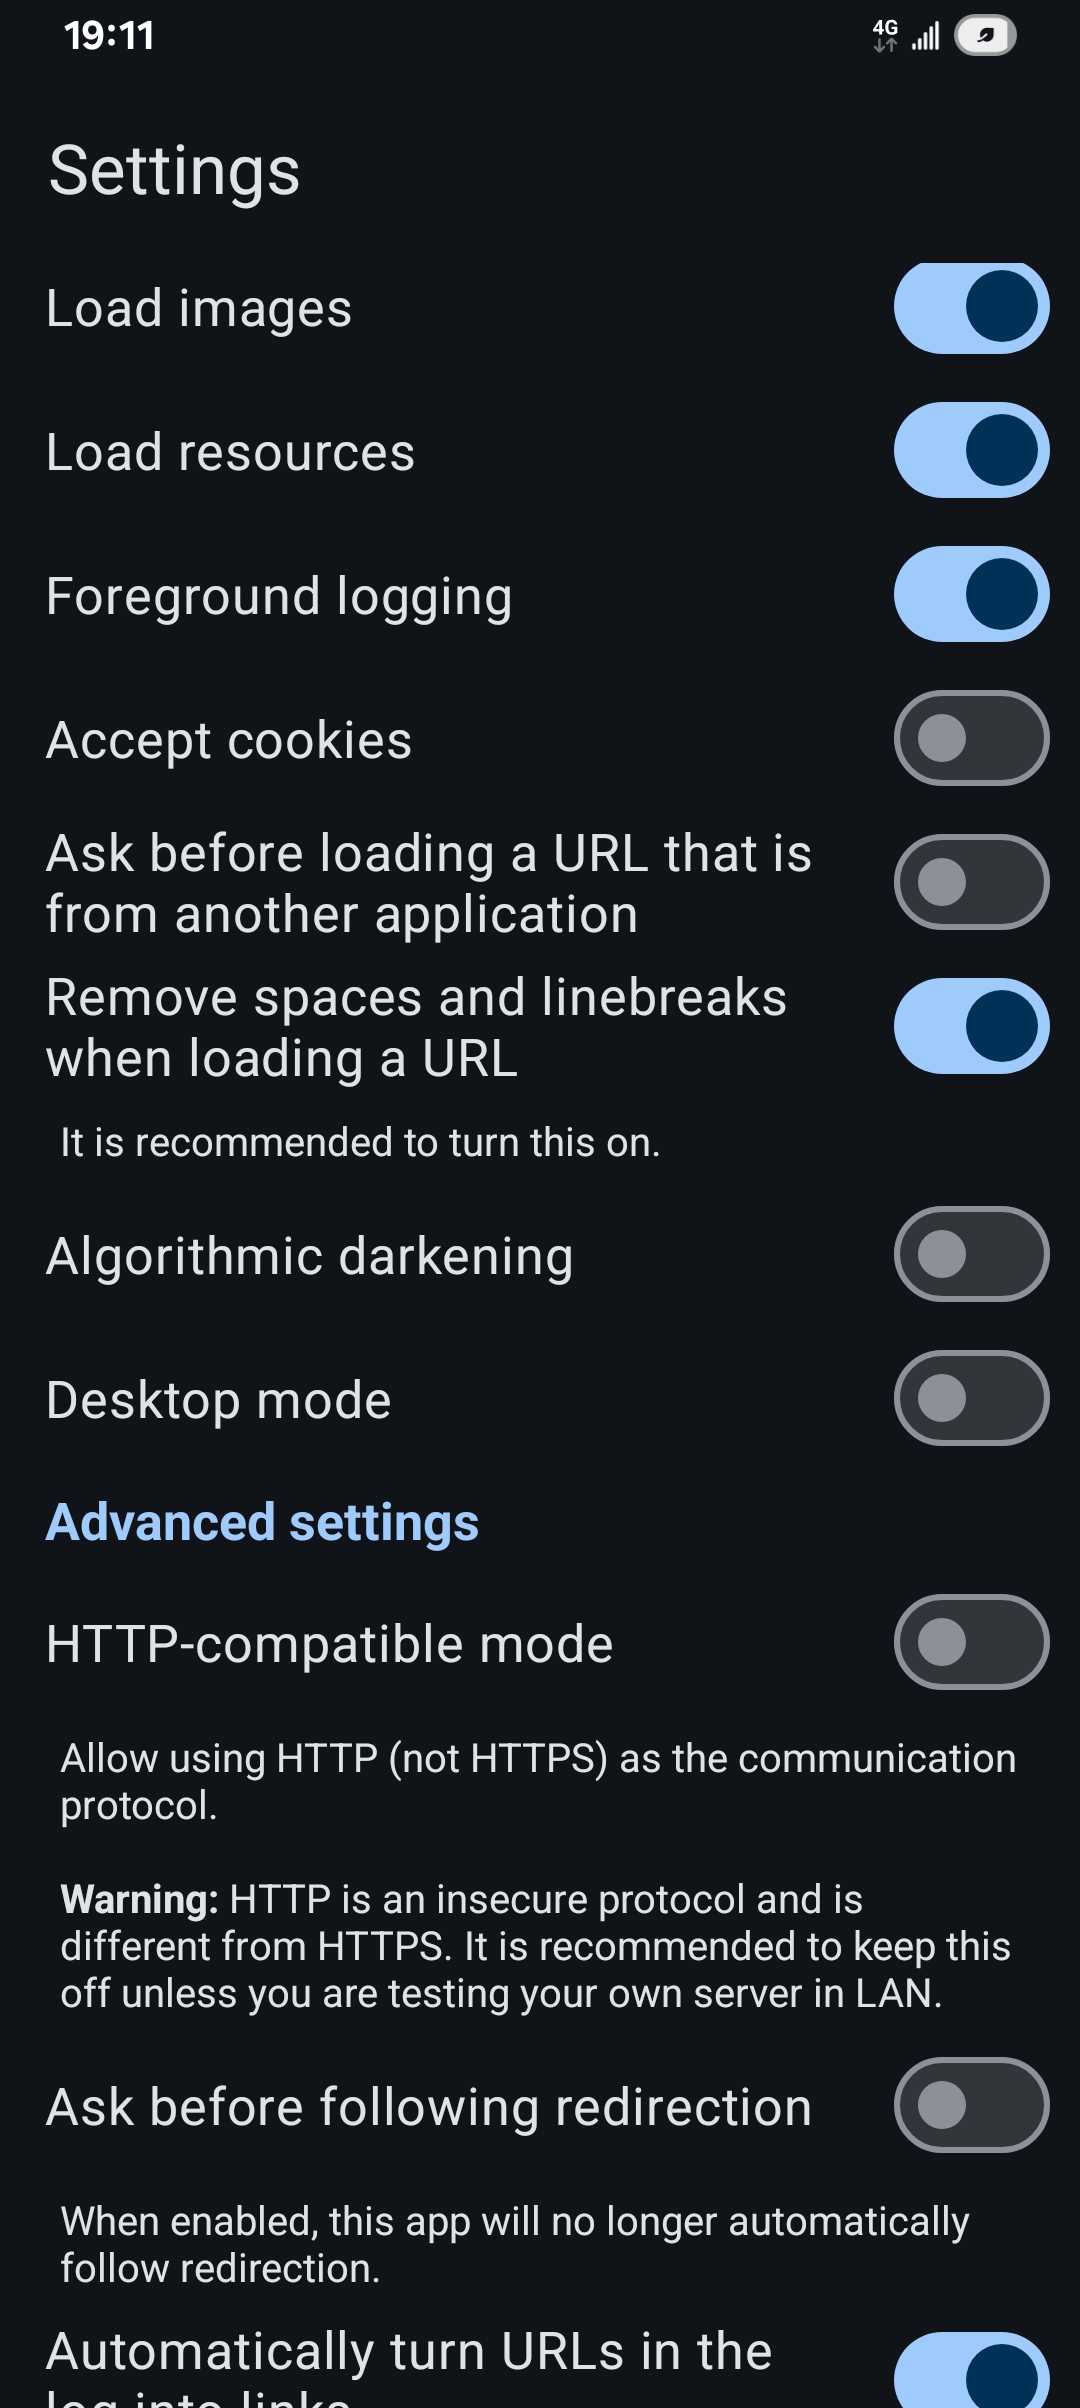 19:11
4G
Settings
Load images
Load resources
Foreground logging
Accept cookies
Ask before loading a URL that is
from another application
Remove spaces and linebreaks
when loading a URL
It is recommended to turn this on.
Algorithmic darkening
Desktop mode
Advanced settings
HTTP-compatible mode
Allow using HTTP (not HTTPS) as the communication
protocol.
Warning: HTTP is an insecure protocol and is
different from HTTPS. It is recommended to keep this
off unless you are testing your own server in LAN.
Ask before following redirection
When enabled, this app will no longer automatically
follow redirection.
Automatically turn URLs in the
log into links